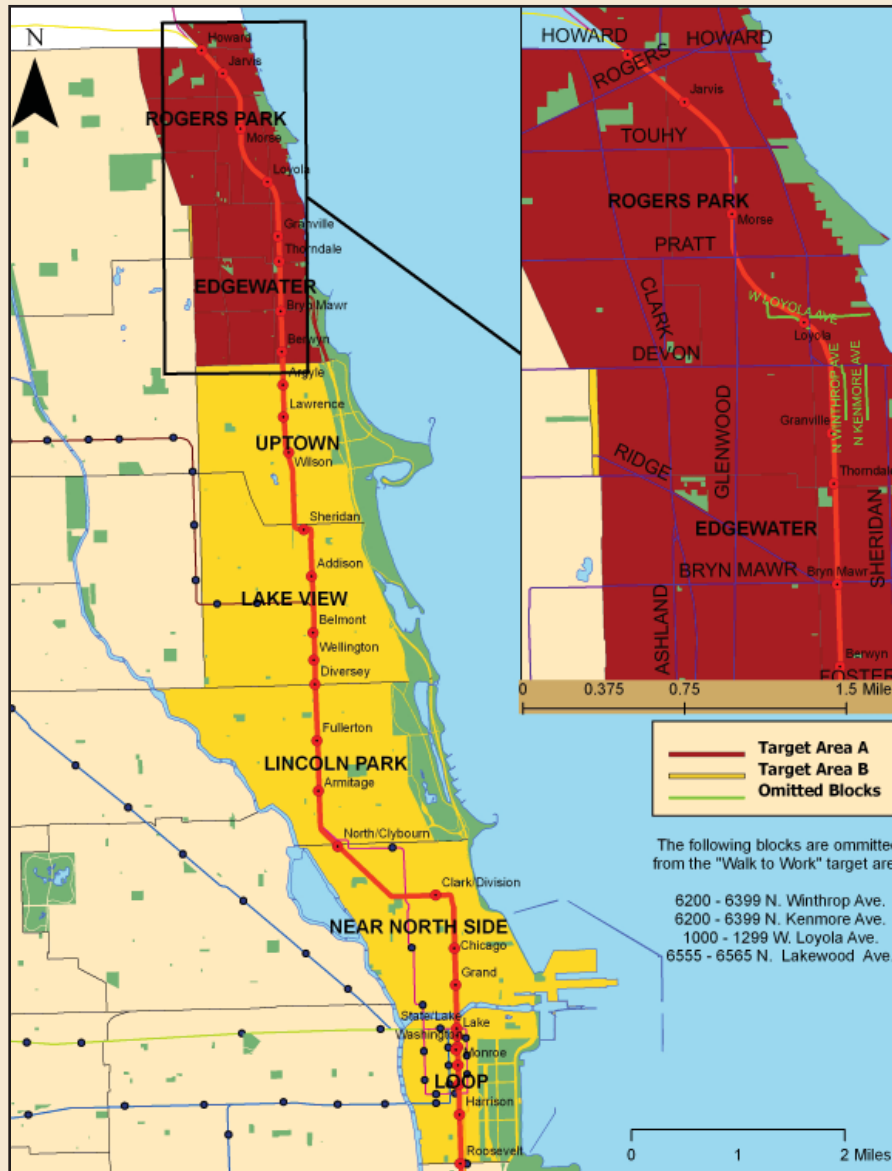 N
Howard
Jarvis
ROGERS PARK
Morse
Loyola
Granville
Thorndale
EDGEWATER
Bryn Mawr
Berwyn
Argyle
Lawrence
UPTOWN
Wilson
Sheridan
Addison
LAKE VIEW
Belmont
Wellington
Diversey
Fullerton
LINCOLN PARK
Armitage
North/Clybourn
Clark/Division
NEAR NORTH SIDE
Chicago
Grand
State/Lake
Lake
Washington
Monroe
LOOP
Harrison
Roosevelt
HOWARD
HOWARD
ROGERS
Jarvis
TOUHY
ROGERS PARK
Morse
PRATT
CLARK
W LOYOLA AVE
Loyola
DEVON
GLENWOOD
N WINTHROP AVE
N KENMORE AVE
Granville
RIDGE
Thorndale
EDGEWATER
SHERIDAN
BRYN MAWR
Bryn Mawr
ASHLAND
Berwyn
FOSTER
0 0.375 0.75 1.5 Mile
Target Area A
Target Area B
Omitted Blocks
The following blocks are ommitted
from the "Walk to Work" target are
6200 - 6399 N. Winthrop Ave.
6200 - 6399 N. Kenmore Ave.
1000 - 1299 W. Loyola Ave.
6555 - 6565 N. Lakewood Ave.
0 1 2 Miles